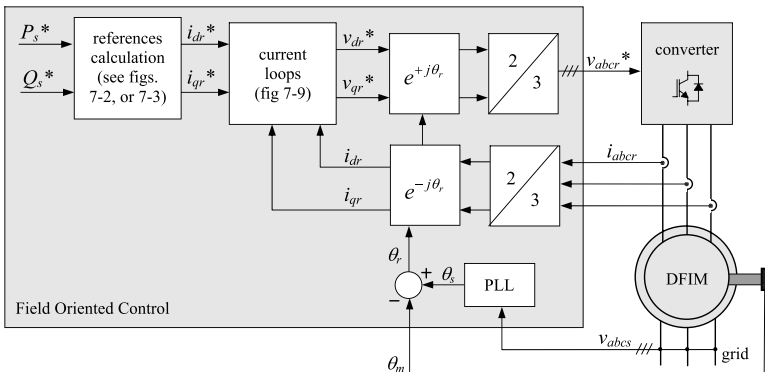 Ps* idr* vdr*
references calculation (see figs. 7-2, or 7-3)
Qs* iqr* vqr*
current loops (fig 7-9)
e^{+jθr}
2
3
vabcr*
converter
idr
iqr
e^{-jθr}
2
3
iabcr
θr
+ θs
−
PLL
DFIM
Field Oriented Control
vabcs
grid
θm